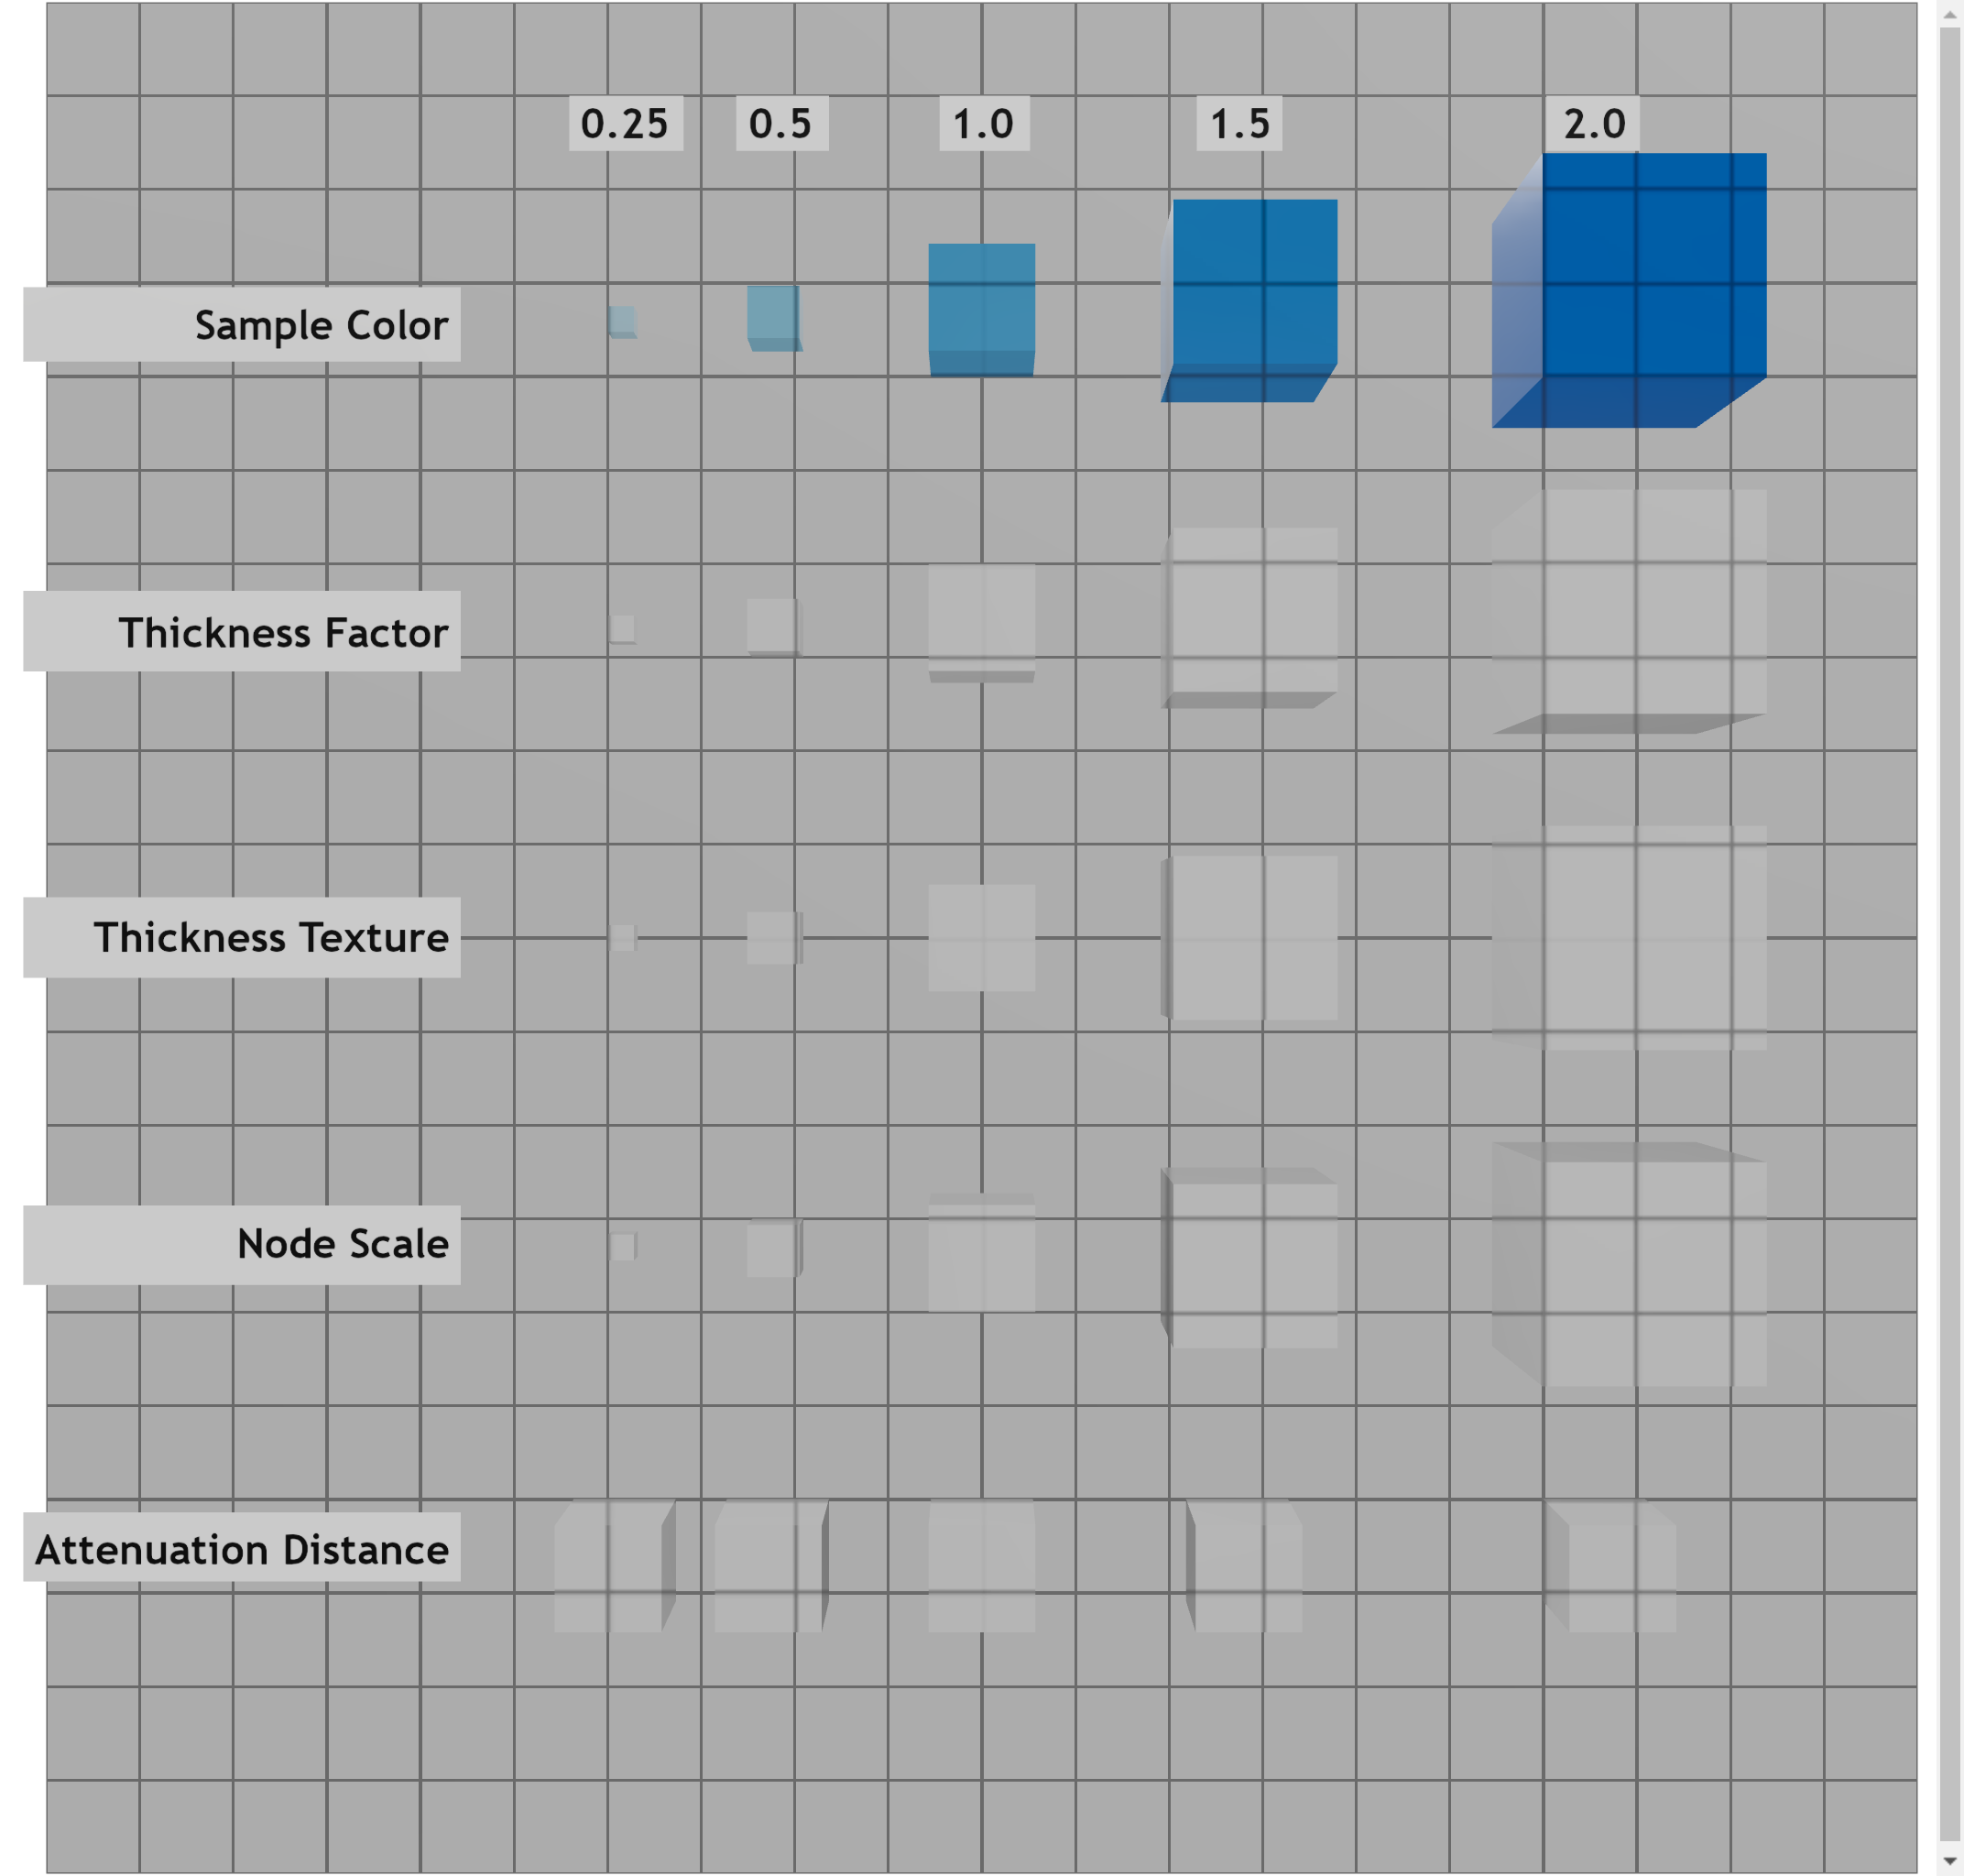 0.25 0.5 1.0 1.5 2.0
Sample Color
Thickness Factor
Thickness Texture
Node Scale
Attenuation Distance